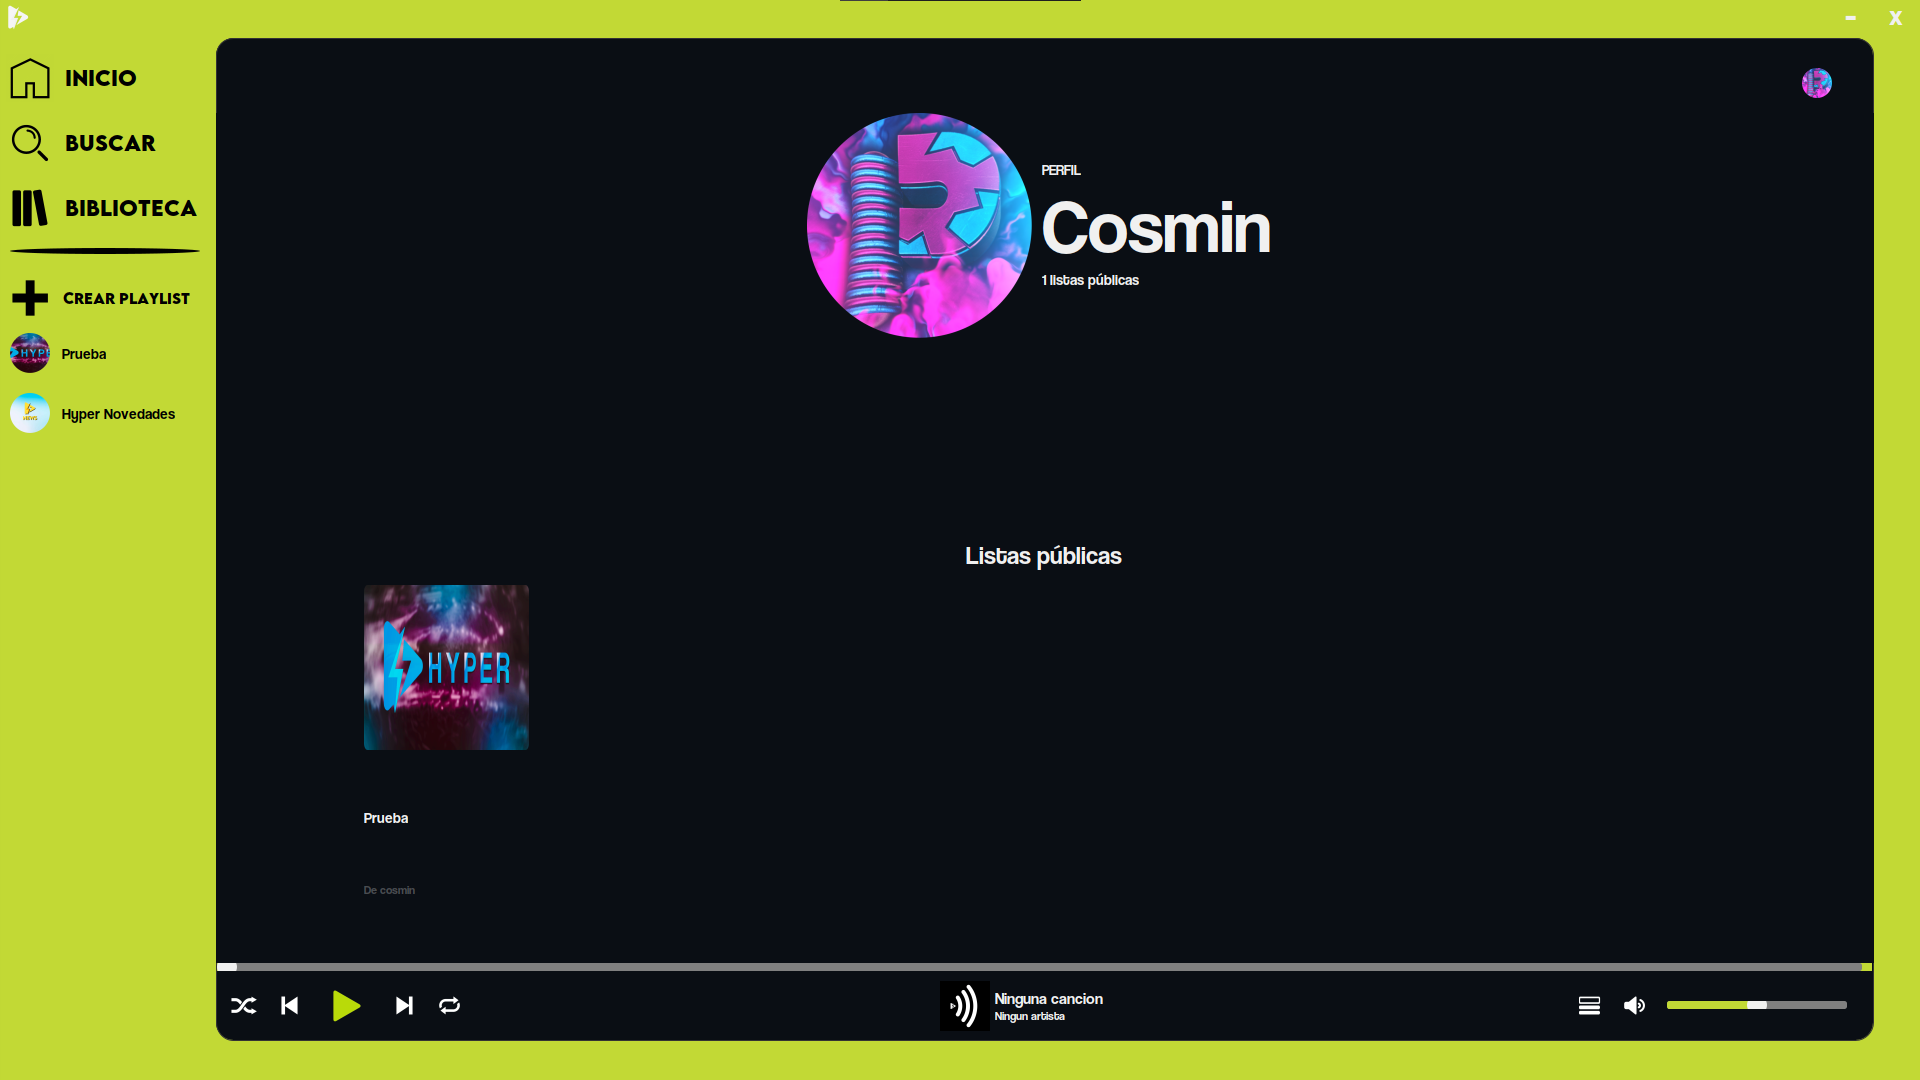 X
INICIO
BUSCAR
BIBLIOTECA
CREAR PLAYLIST
HYPE
Prueba
Hyper Novedades
PERFIL
Cosmin
1 listas públicas
Listas públicas
HYPER
Prueba
De cosmin
Ninguna cancion
Ningun artista